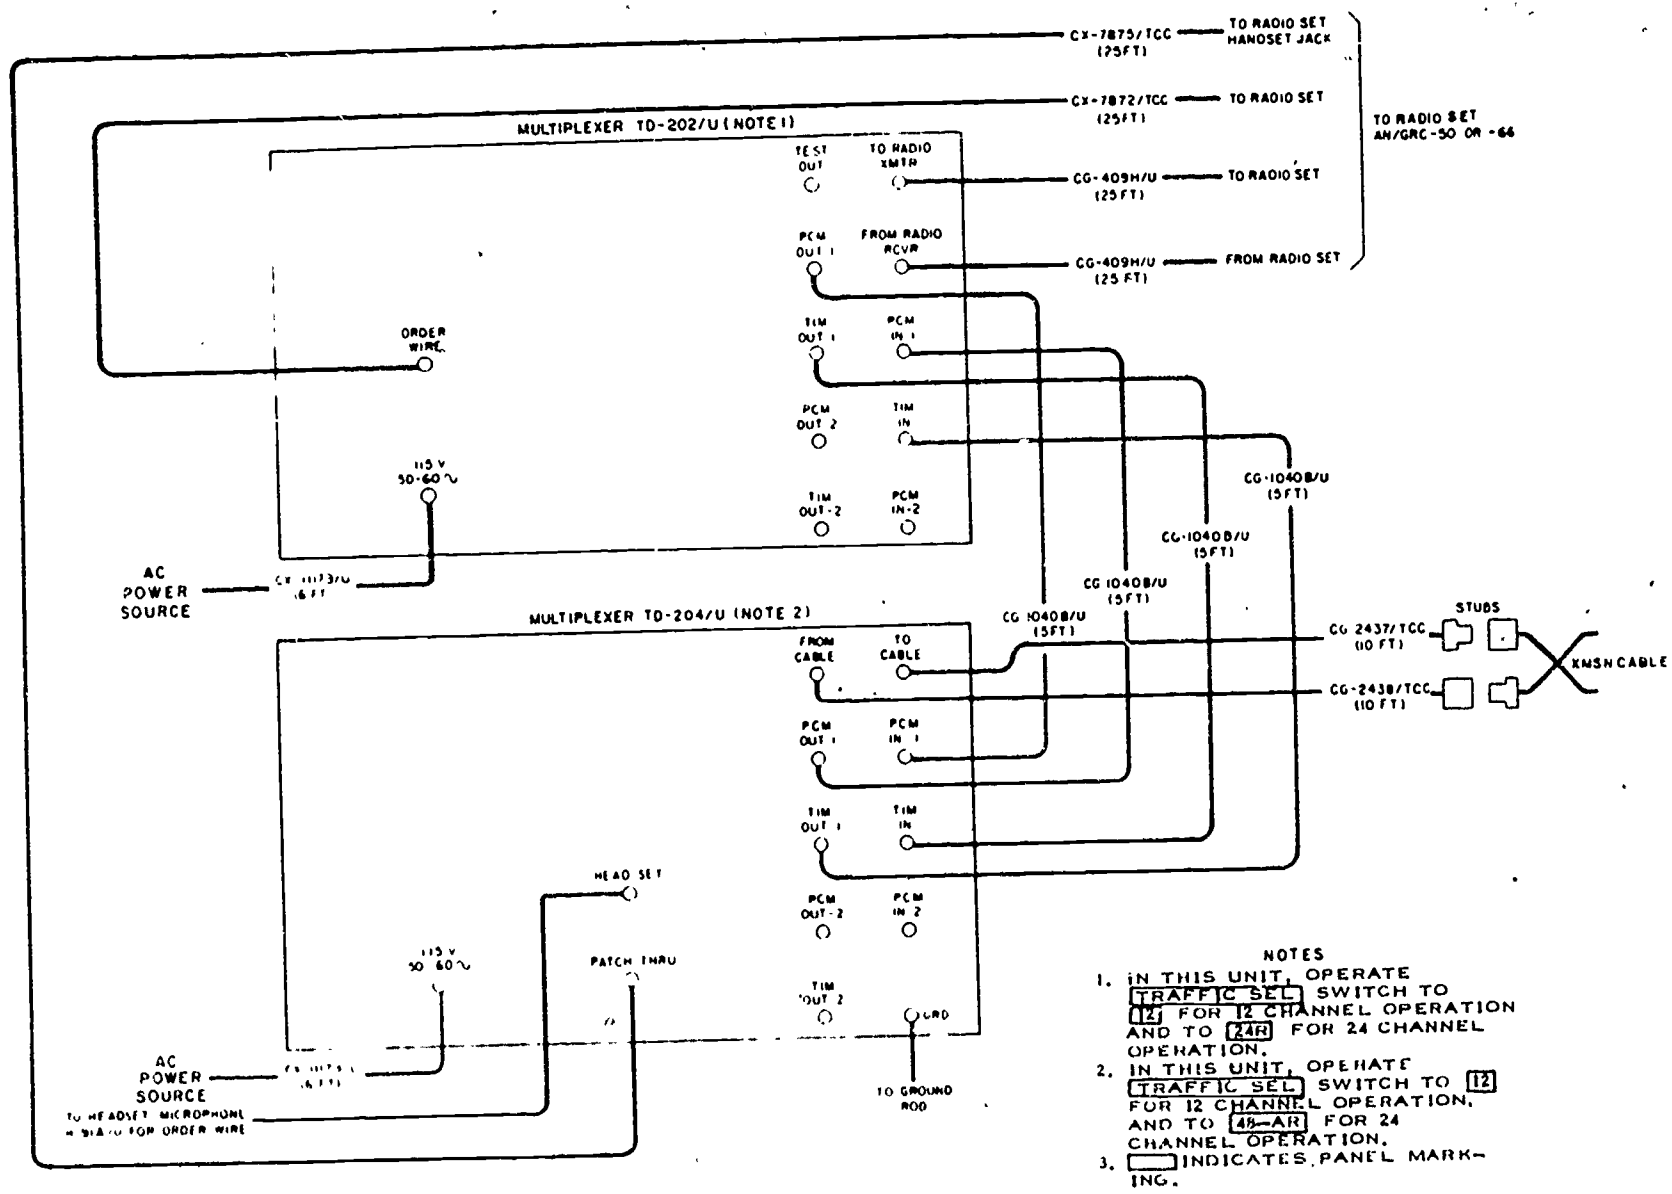 CX-7875/TCC
(25FT)
TO RADIO SET
HANDSET JACK
CX-7872/TCC
(25FT)
TO RADIO SET
TO RADIO SET
AN/GRC-50 OR -66
MULTIPLEXER TD-202/U (NOTE 1)
TEST
OUT
TO RADIO
XMTR
CG-409H/U
(25FT)
TO RADIO SET
PCM
OUT 1
FROM RADIO
RCVR
CG-409H/U
(25 FT)
FROM RADIO SET
ORDER
WIRE
TIM
OUT 1
PCM
IN 1
PCM
OUT 2
TIM
IN
115 V
50-60~
TIM
OUT-2
PCM
IN-2
CG-1040B/U
(5FT)
CG-1040B/U
(5FT)
CG 1040B/U
(5FT)
CG 1040B/U
(5FT)
AC
POWER
SOURCE
CX 11173/U
(6 FT
MULTIPLEXER TD-204/U (NOTE 2)
FROM
CABLE
TO
CABLE
CG 2437/TCC
(10 FT)
STUBS
XMSN CABLE
CG-2438/TCC
(10 FT)
PCM
OUT 1
PCM
IN 1
TIM
OUT 1
TIM
IN
HEAD SET
PCM
OUT-2
PCM
IN 2
115 V
50 60~
PATCH THRU
TIM
OUT 2
GRD
AC
POWER
SOURCE
(6FT)
TO HEADSET MICROPHONE
FOR ORDER WIRE
TO GROUND
ROD
NOTES
1. IN THIS UNIT, OPERATE
TRAFFIC SEL SWITCH TO
12 FOR 12 CHANNEL OPERATION
AND TO 24R FOR 24 CHANNEL
OPERATION.
2. IN THIS UNIT, OPERATE
TRAFFIC SEL SWITCH TO 12
FOR 12 CHANNEL OPERATION,
AND TO 48-AR FOR 24
CHANNEL OPERATION.
3. INDICATES PANEL MARK-
ING.